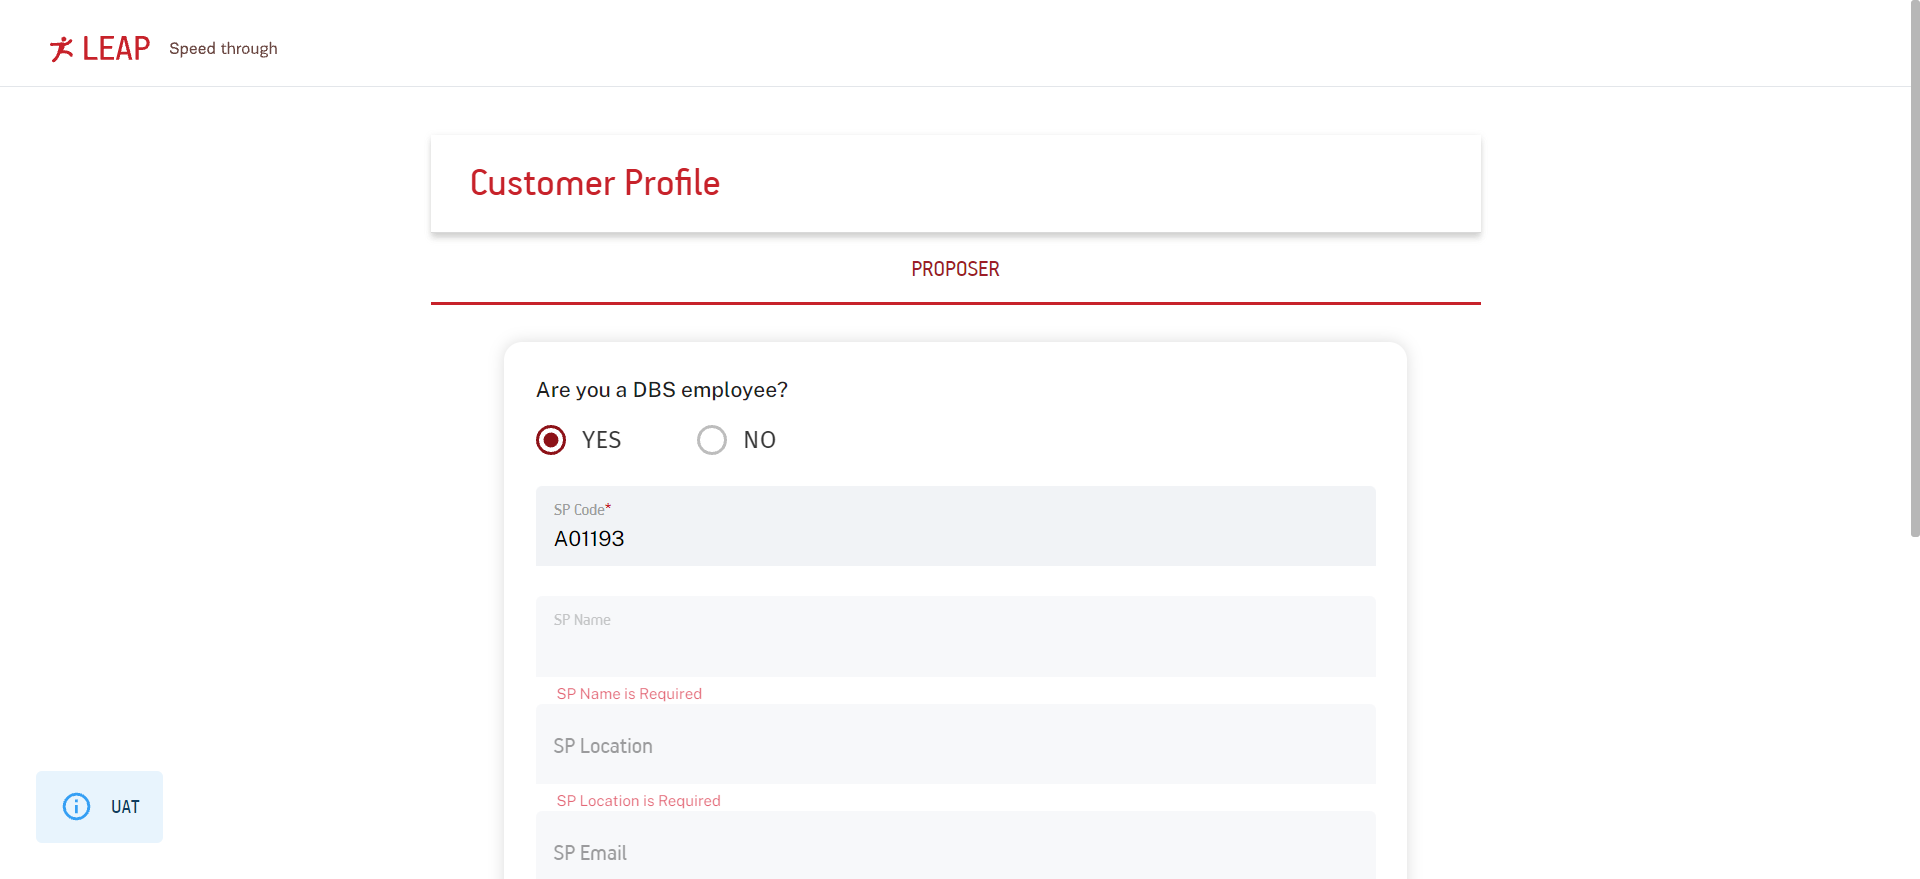 LEAP Speed through
Customer Profile
PROPOSER
Are you a DBS employee?
YES NO
SP Code*
A01193
SP Name
SP Name is Required
SP Location
SP Location is Required
SP Email
UAT